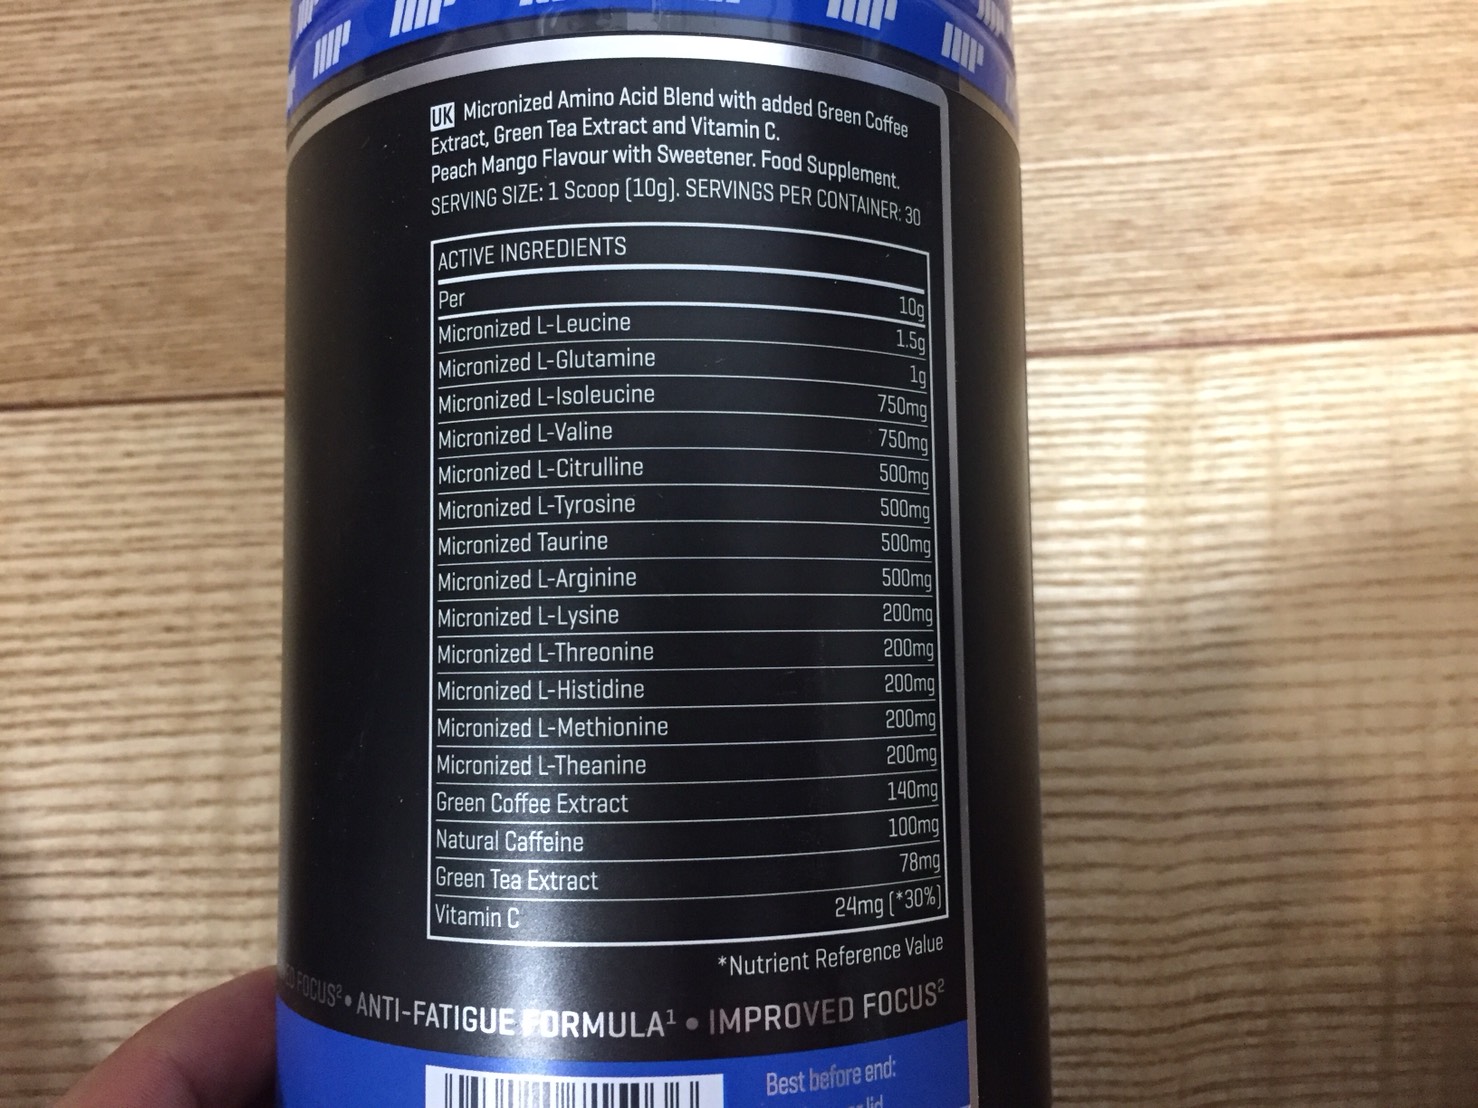 UK Micronized Amino Acid Blend with added Green Coffee
Extract, Green Tea Extract and Vitamin C.
Peach Mango Flavour with Sweetener. Food Supplement.
SERVING SIZE: 1 Scoop (10g). SERVINGS PER CONTAINER: 30
ACTIVE INGREDIENTS
Per 10g
Micronized L-Leucine 1.5g
Micronized L-Glutamine 1g
Micronized L-Isoleucine 750mg
Micronized L-Valine 750mg
Micronized L-Citrulline 500mg
Micronized L-Tyrosine 500mg
Micronized Taurine 500mg
Micronized L-Arginine 500mg
Micronized L-Lysine 200mg
Micronized L-Threonine 200mg
Micronized L-Histidine 200mg
Micronized L-Methionine 200mg
Micronized L-Theanine 200mg
Green Coffee Extract 140mg
Natural Caffeine 100mg
Green Tea Extract 78mg
Vitamin C 24mg (*30%)
*Nutrient Reference Value
FOCUS² • ANTI-FATIGUE FORMULA¹ • IMPROVED FOCUS²
Best before end:
lid